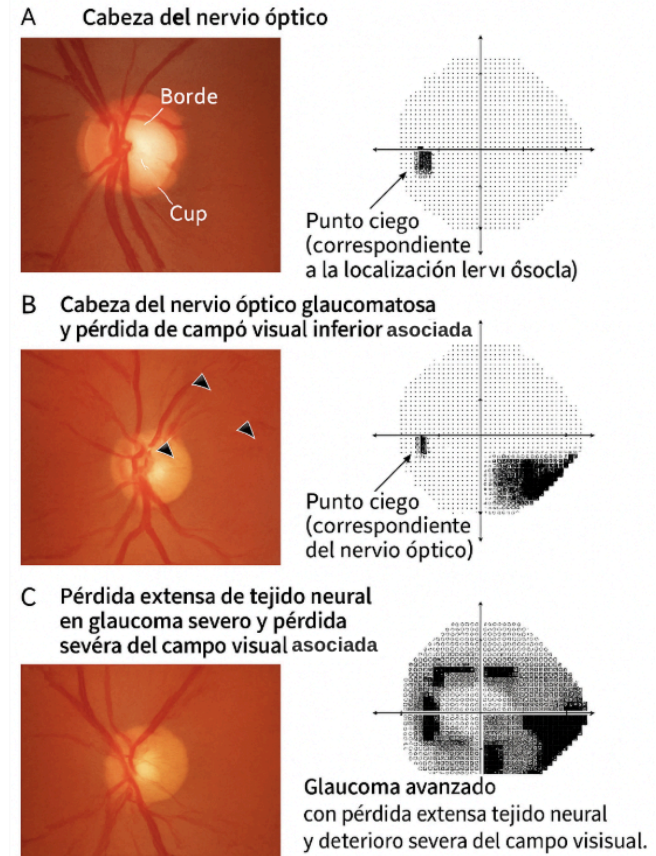 A Cabeza del nervio óptico
Borde
Cup
Punto ciego
(correspondiente
a la localización lervı ősocla)
B Cabeza del nervio óptico glaucomatosa
y pérdida de campó visual inferior asociada
Punto ciego
(correspondiente
del nervio óptico)
C Pérdida extensa de tejido neural
en glaucoma severo y pérdida
sevéra del campo visual asociada
Glaucoma avanzado
con pérdida extensa tejido neural
y deterioro severa del campo visisual.